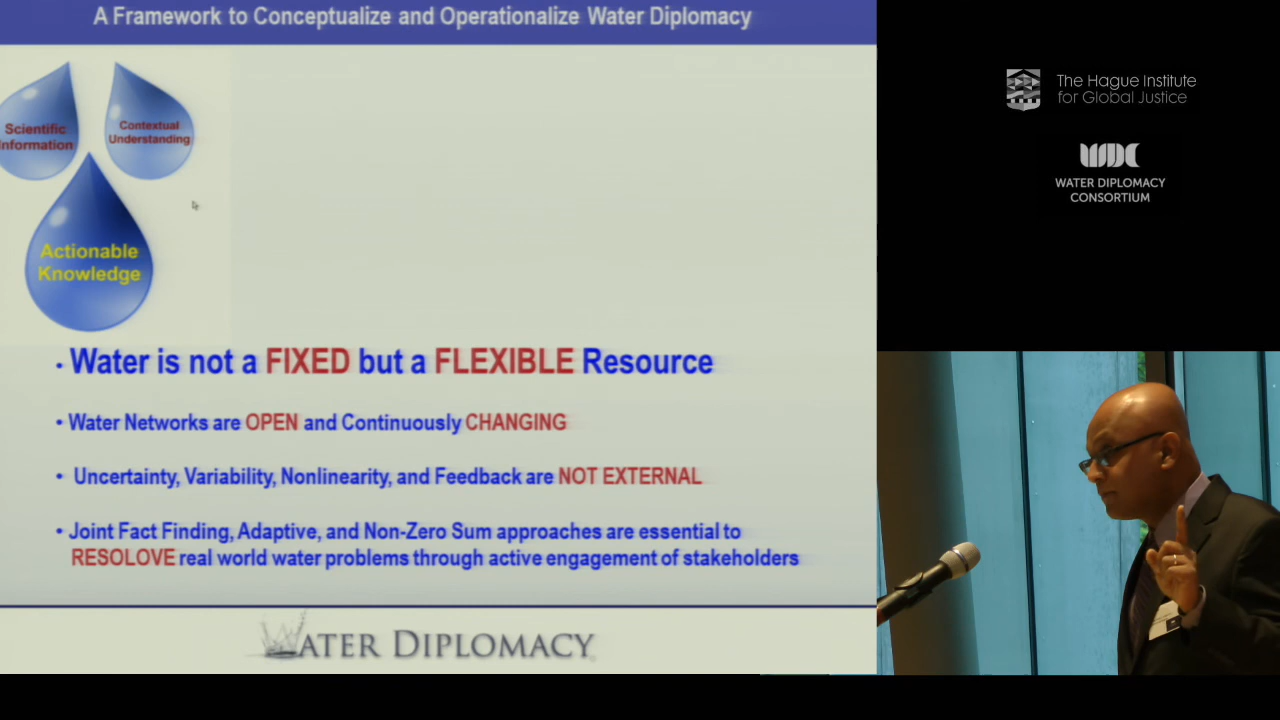 A Framework to Conceptualize and Operationalize Water Diplomacy
Scientific
Information
Contextual
Understanding
Actionable
Knowledge
• Water is not a FIXED but a FLEXIBLE Resource
• Water Networks are OPEN and Continuously CHANGING
• Uncertainty, Variability, Nonlinearity, and Feedback are NOT EXTERNAL
• Joint Fact Finding, Adaptive, and Non-Zero Sum approaches are essential to
RESOLOVE real world water problems through active engagement of stakeholders
WATER DIPLOMACY
The Hague Institute
for Global Justice
WDC
WATER DIPLOMACY
CONSORTIUM